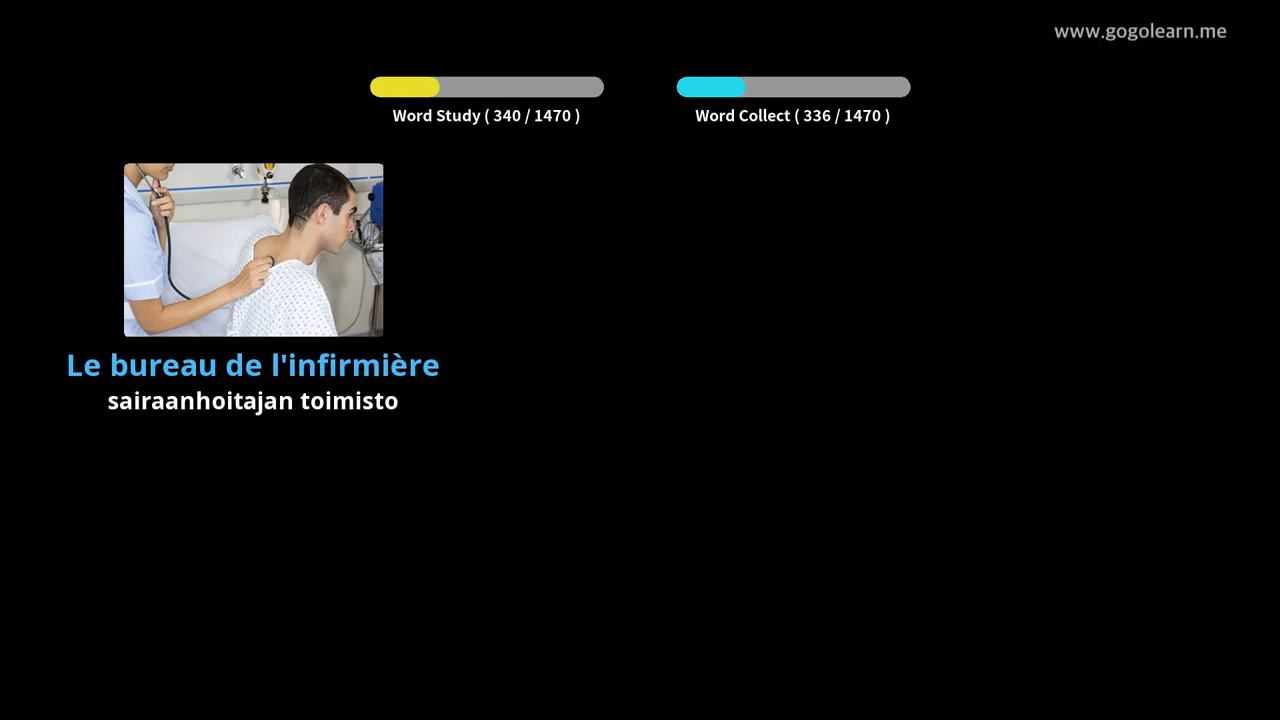 www.gogolearn.me
Word Study ( 340 / 1470 )
Word Collect ( 336 / 1470 )
Le bureau de l'infirmière
sairaanhoitajan toimisto